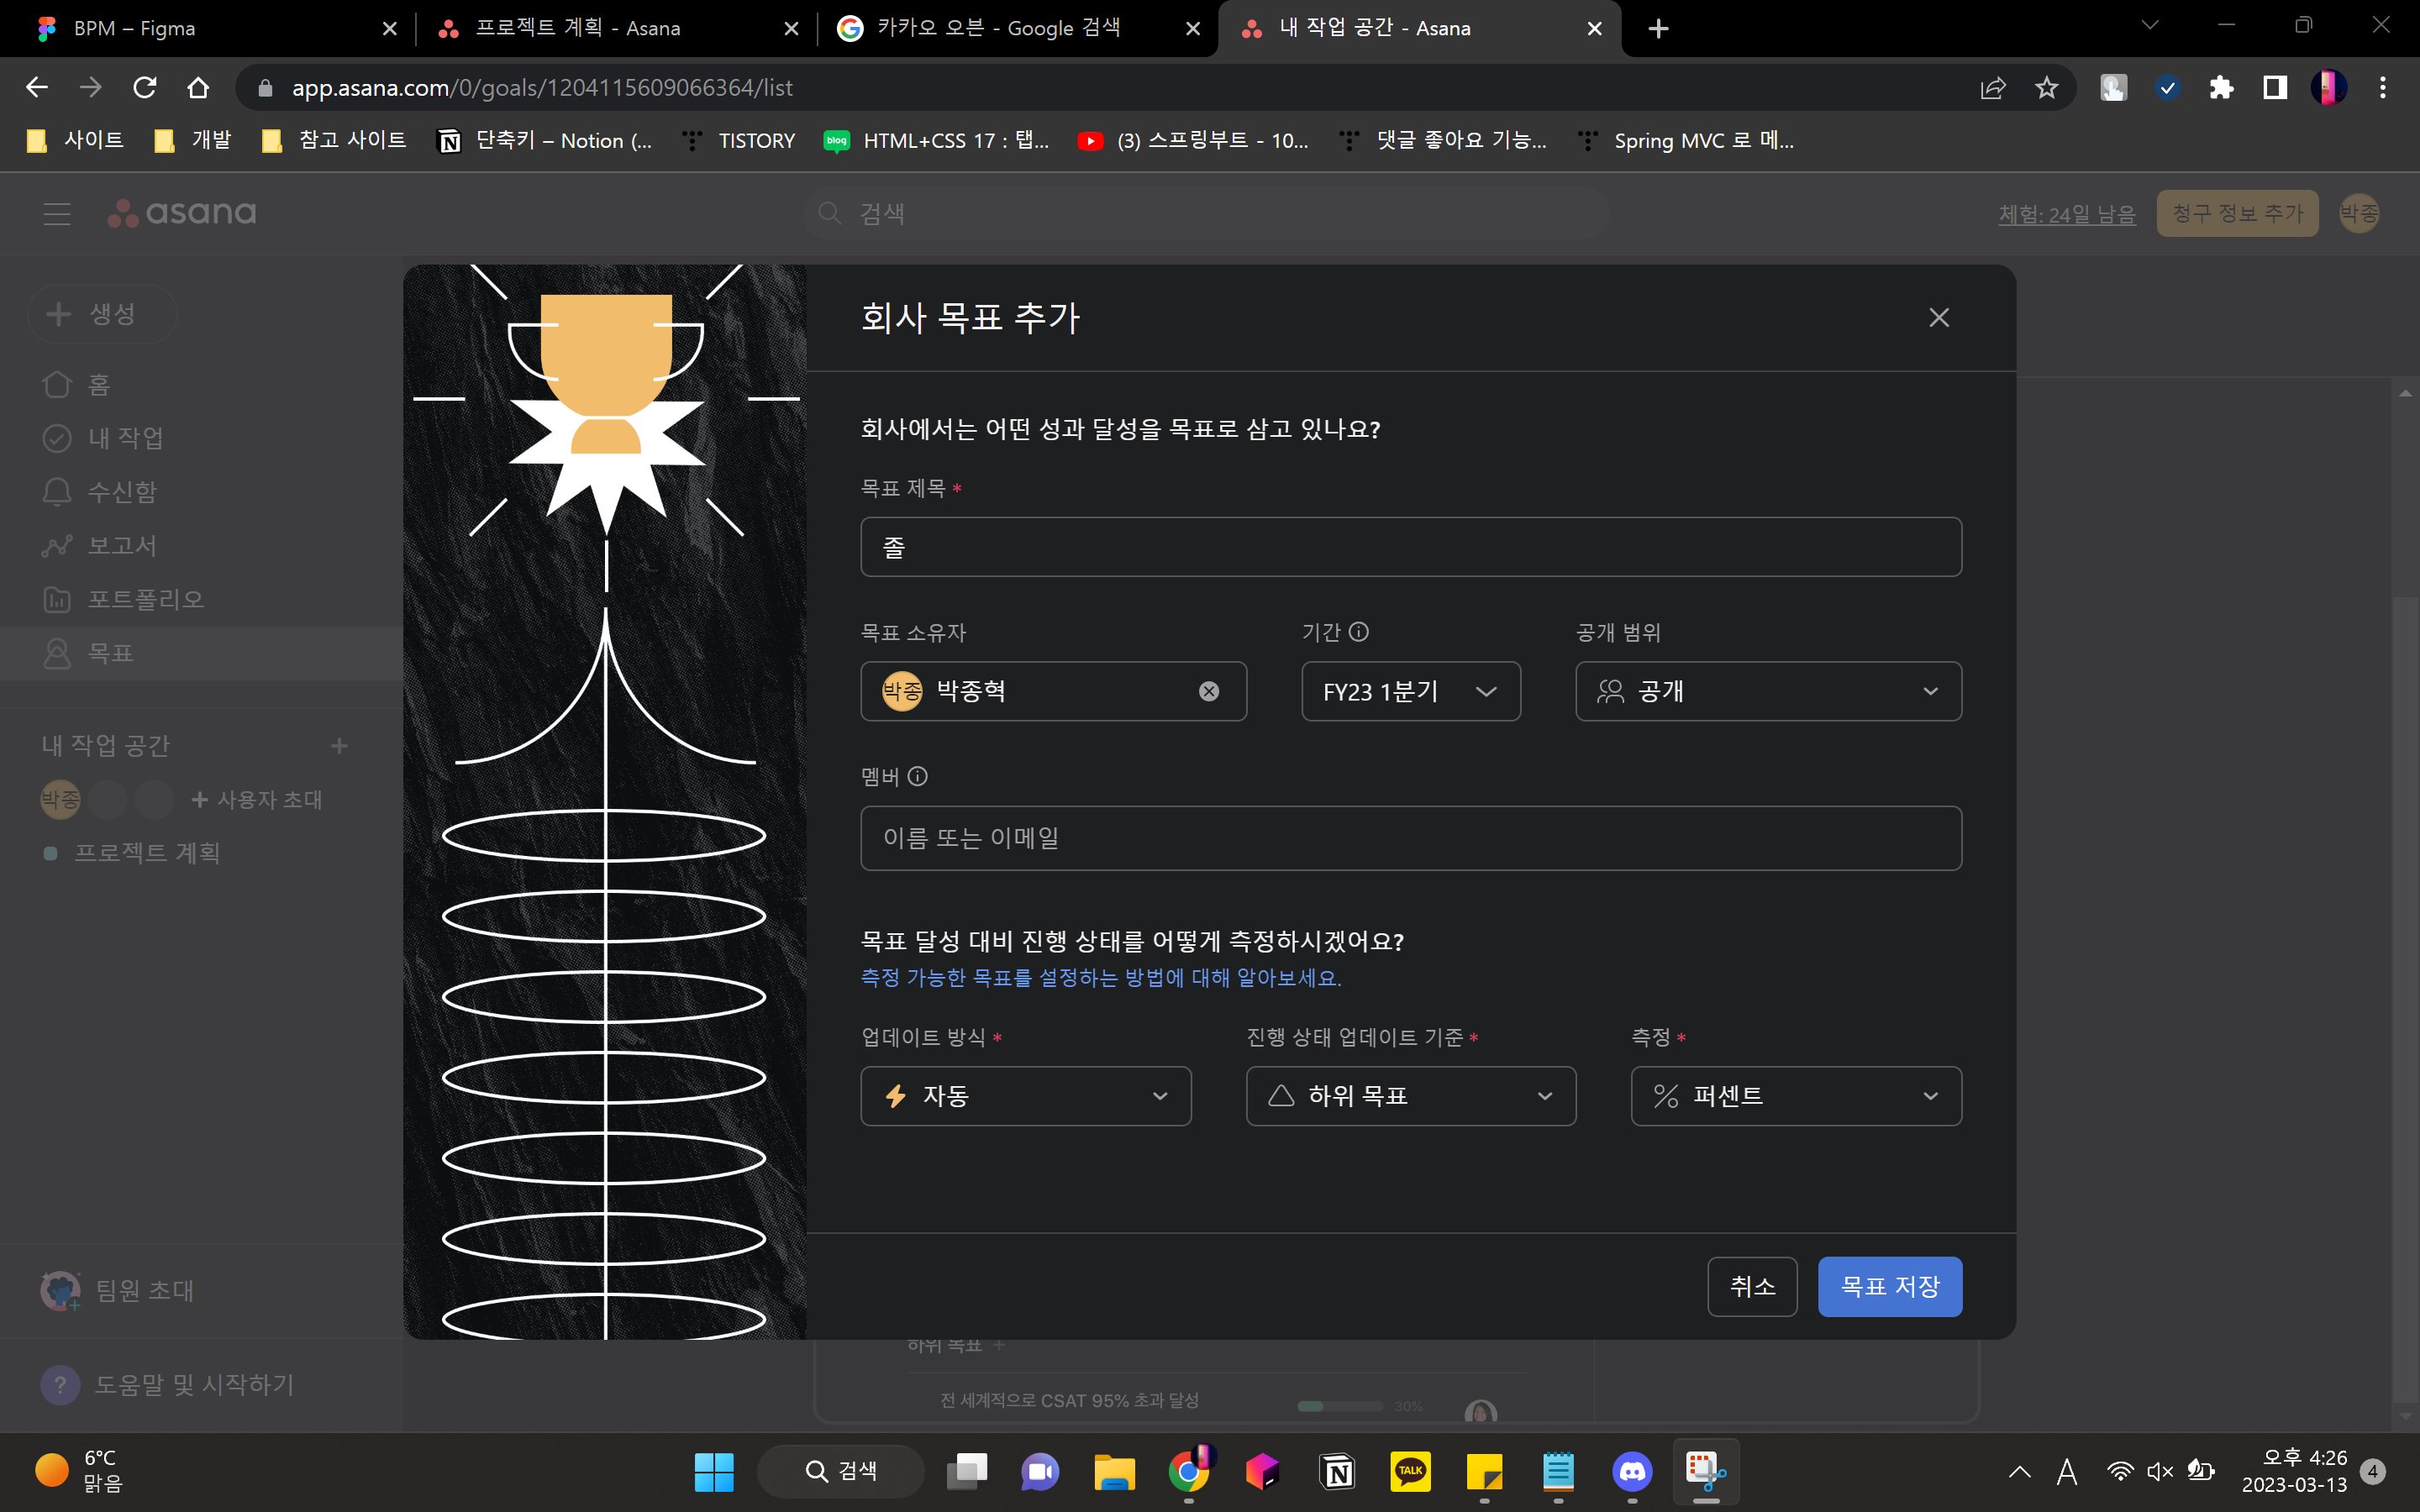 BPM – Figma
프로젝트 계획 - Asana
카카오 오븐 - Google 검색
내 작업 공간 - Asana
app.asana.com/0/goals/1204115609066364/list
사이트
개발
참고 사이트
단축키 – Notion (...
TISTORY
blog
HTML+CSS 17 : 탭...
(3) 스프링부트 - 10...
댓글 좋아요 기능...
Spring MVC 로 메...
asana
검색
체험: 24일 남음
청구 정보 추가
박종
생성
홈
내 작업
수신함
보고서
포트폴리오
목표
내 작업 공간
박종
사용자 초대
프로젝트 계획
팀원 초대
? 도움말 및 시작하기
회사 목표 추가
회사에서는 어떤 성과 달성을 목표로 삼고 있나요?
목표 제목 *
졸
목표 소유자
기간
공개 범위
박종 박종혁
FY23 1분기
공개
멤버
이름 또는 이메일
목표 달성 대비 진행 상태를 어떻게 측정하시겠어요?
측정 가능한 목표를 설정하는 방법에 대해 알아보세요.
업데이트 방식 *
진행 상태 업데이트 기준 *
측정 *
자동
하위 목표
% 퍼센트
취소
목표 저장
하위 목표 +
전 세계적으로 CSAT 95% 초과 달성
30%
6°C
맑음
검색
TALK
A
오후 4:26
2023-03-13
4